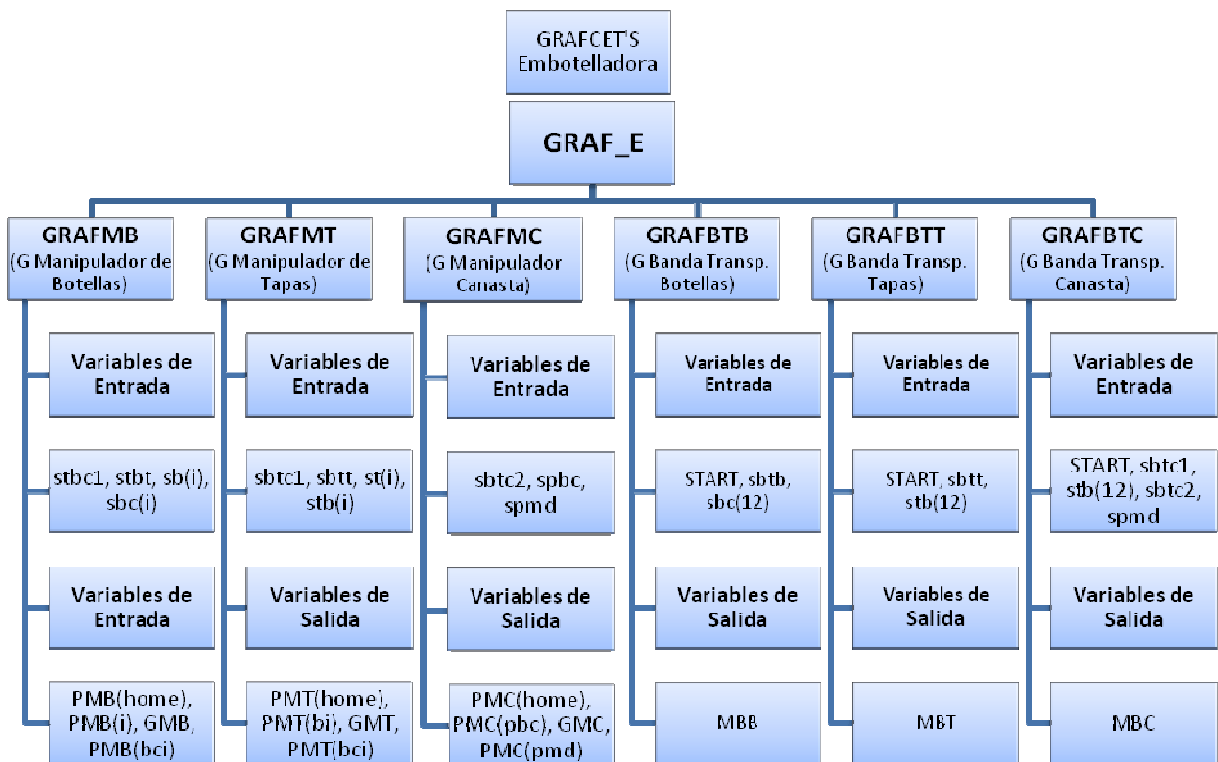 GRAFCET'S
Embotelladora
GRAF_E
GRAFMB
(G Manipulador de
Botellas)
Variables de
Entrada
stbc1, stbt, sb(i),
sbc(i)
Variables de
Entrada
PMB(home),
PMB(i), GMB,
PMB(bci)
GRAFMT
(G Manipulador de
Tapas)
Variables de
Entrada
sbtc1, sbtt, st(i),
stb(i)
Variables de
Salida
PMT(home),
PMT(bi), GMT,
PMT(bci)
GRAFMC
(G Manipulador
Canasta)
Variables de
Entrada
sbtc2, spbc,
spmd
Variables de
Salida
PMC(home),
PMC(pbc), GMC,
PMC(pmd)
GRAFBTB
(G Banda Transp.
Botellas)
Variables de
Entrada
START, sbtb,
sbc(12)
Variables de
Salida
MBB
GRAFBTT
(G Banda Transp.
Tapas)
Variables de
Entrada
START, sbtt,
stb(12)
Variables de
Salida
MBT
GRAFBTC
(G Banda Transp.
Canasta)
Variables de
Entrada
START, sbtc1,
stb(12), sbtc2,
spmd
Variables de
Salida
MBC